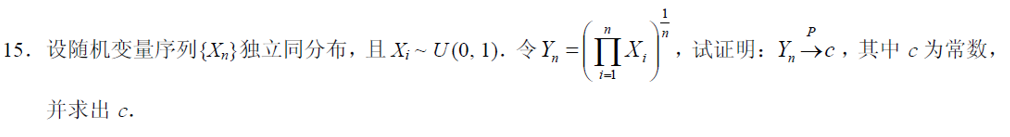 15．设随机变量序列{Xₙ}独立同分布，且 Xᵢ ~ U(0, 1)．令 Yₙ = (∏ᵢ₌₁ⁿ Xᵢ)^(1/n)，试证明：Yₙ →ᴾ c，其中 c 为常数，
并求出 c．